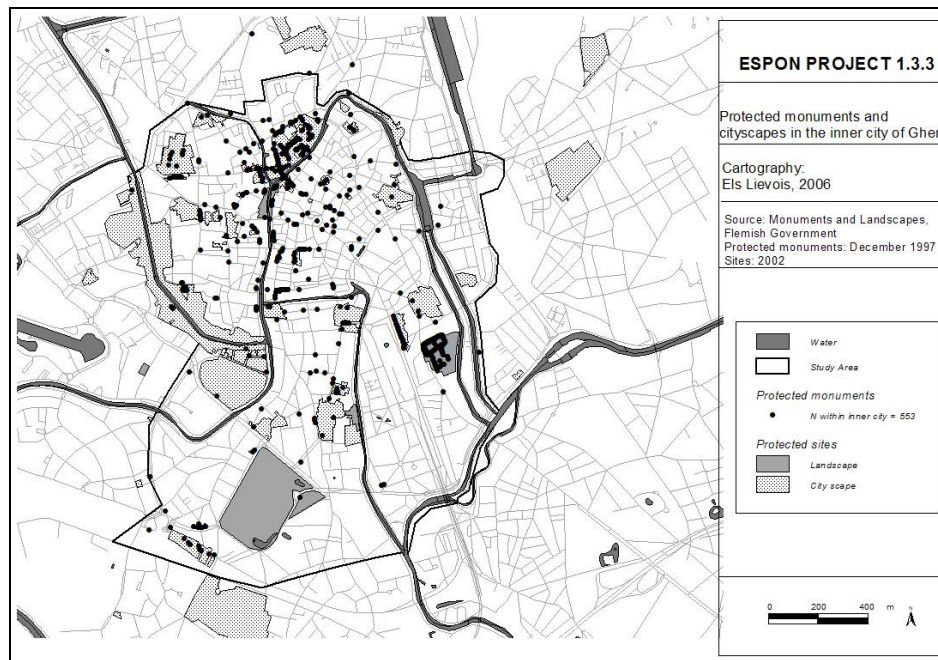 ESPON PROJECT 1.3.3
Protected monuments and
cityscapes in the inner city of Gher
Cartography:
Els Lievois, 2006
Source: Monuments and Landscapes,
Flemish Government
Protected monuments: December 1997
Sites: 2002
Water
Study Area
Protected monuments
N within inner city = 553
Protected sites
Landscape
City scape
0 200 400 m N